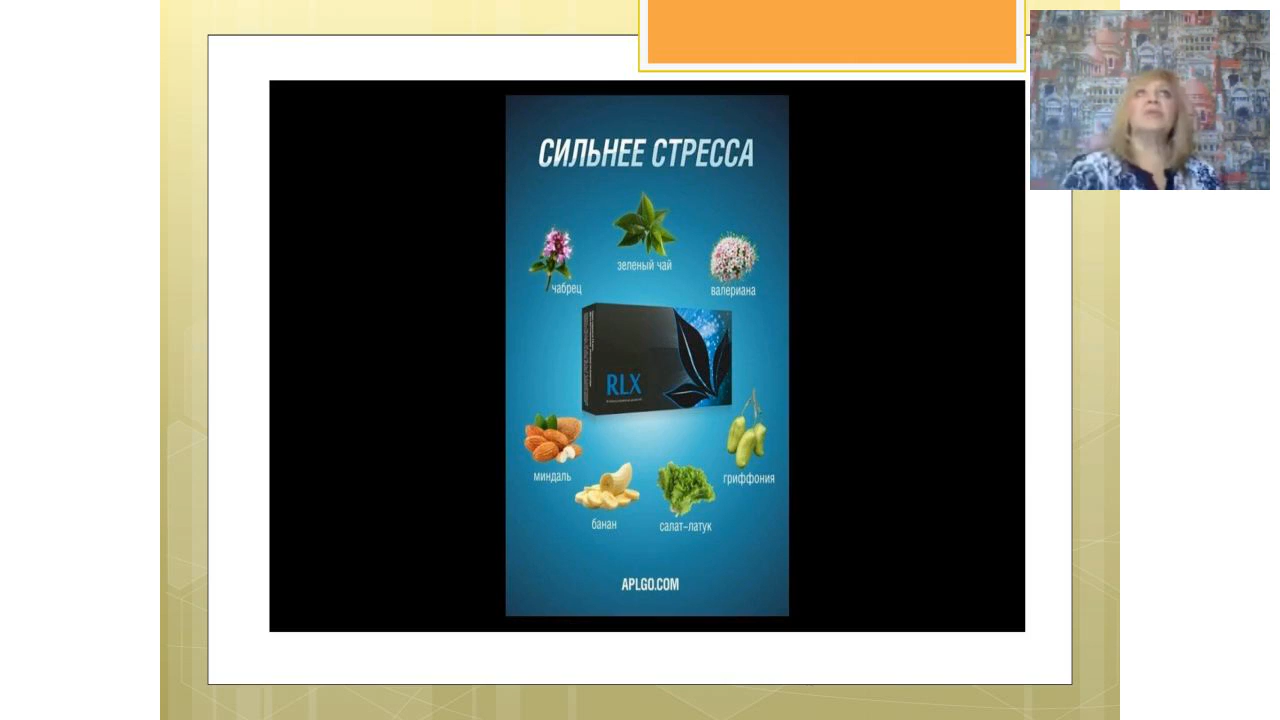 СИЛЬНЕЕ СТРЕССА
зеленый чай
чабрец
валериана
RLX
миндаль
гриффония
банан
салат-латук
APLGO.COM